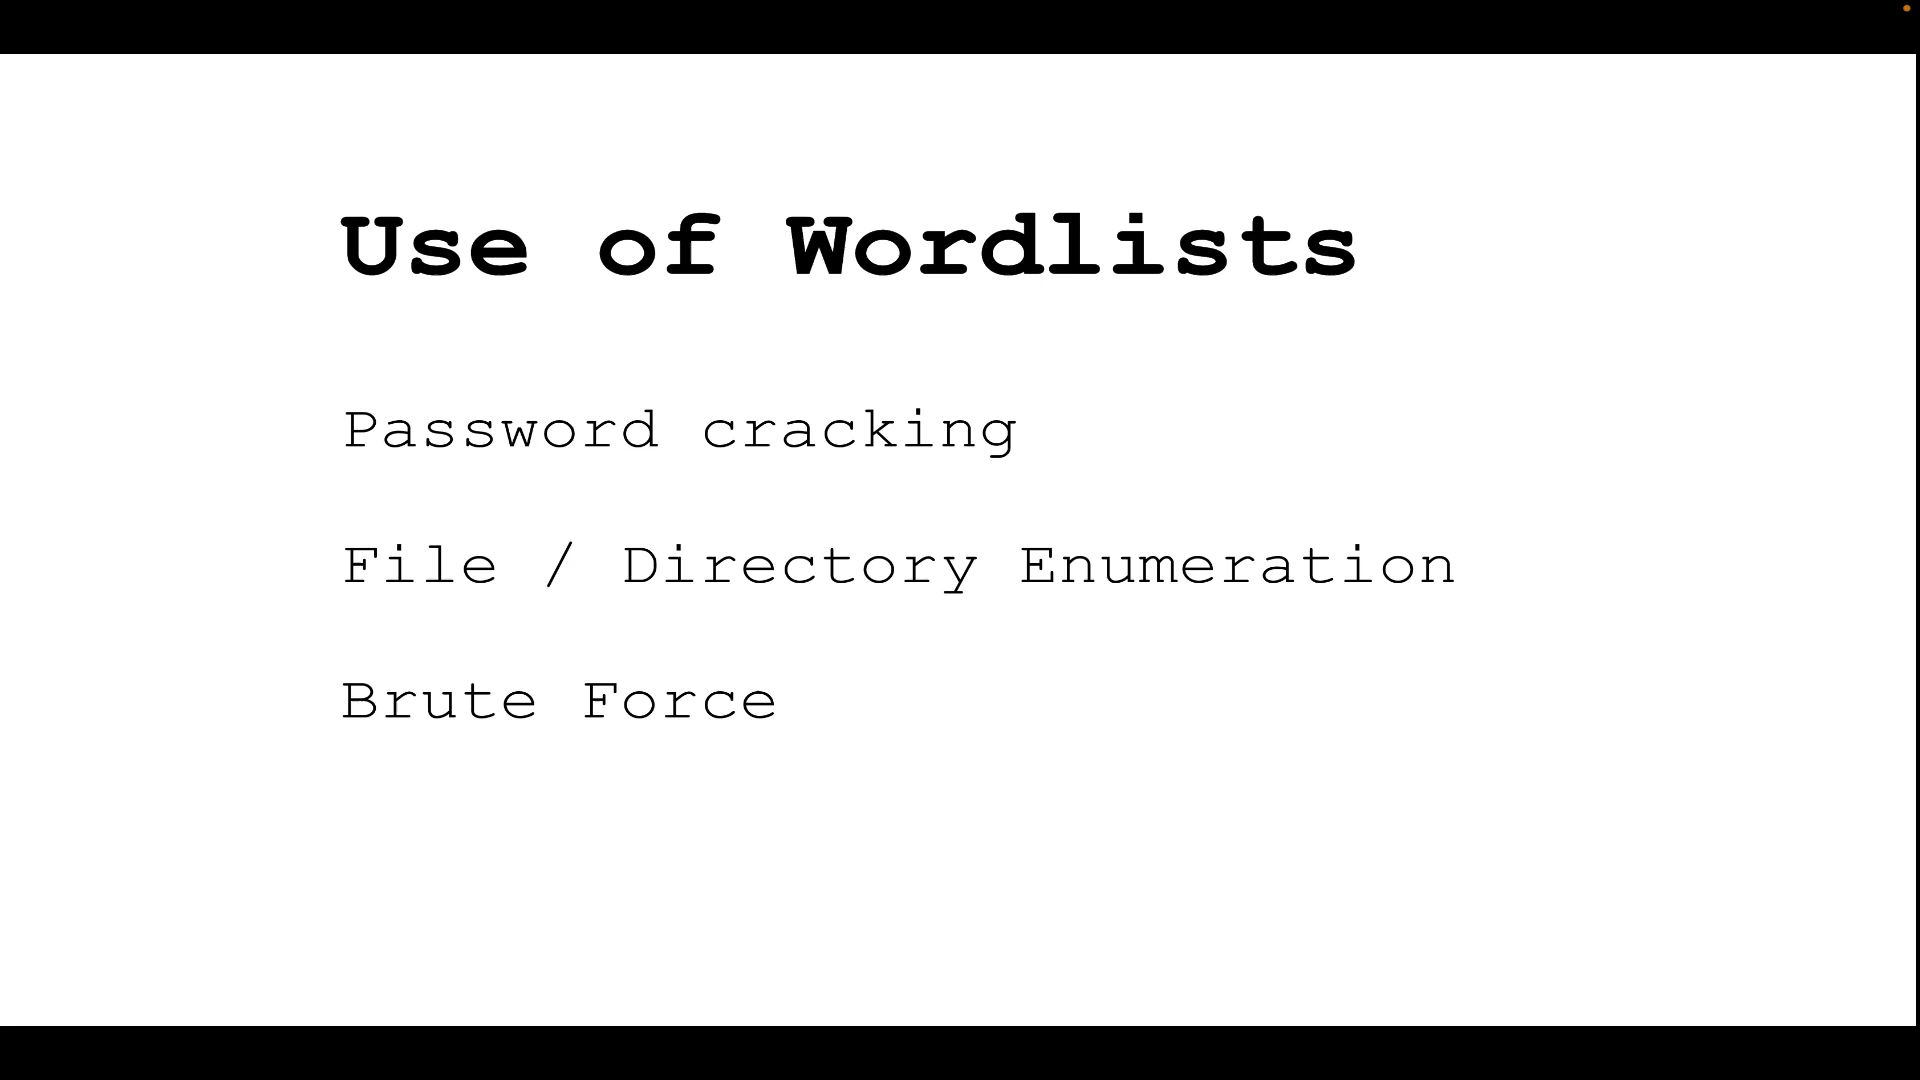 Use of Wordlists
Password cracking
File / Directory Enumeration
Brute Force